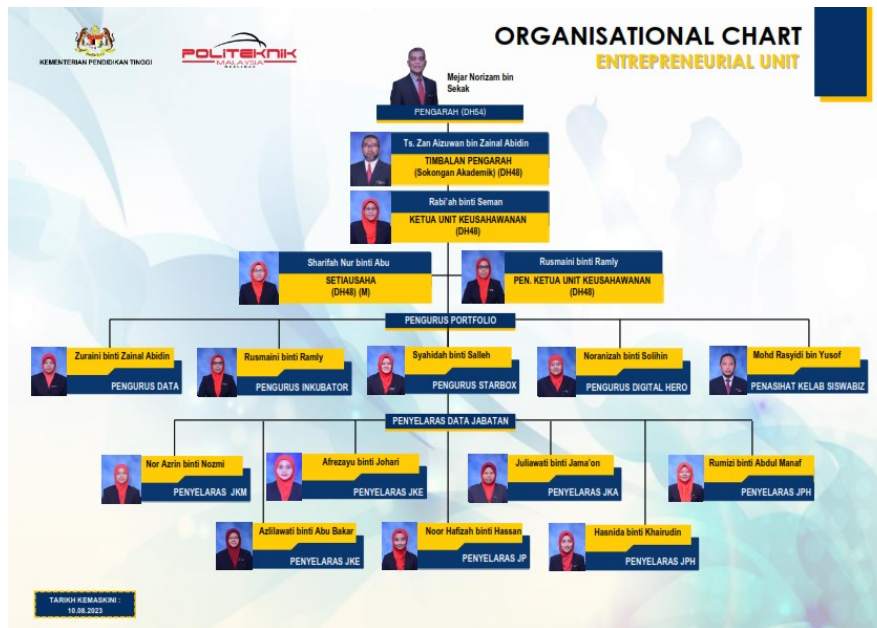 ORGANISATIONAL CHART
ENTREPRENEURIAL UNIT
KEMENTERIAN PENDIDIKAN TINGGI
POLITEKNIK
MALAYSIA
Mejar Norizam bin
Sekak
PENGARAH (DH54)
Ts. Zan Aizuwan bin Zainal Abidin
TIMBALAN PENGARAH
(Sokongan Akademik) (DH48)
Rabi'ah binti Seman
KETUA UNIT KEUSAHAWANAN
(DH48)
Sharifah Nur binti Abu
SETIAUSAHA
(DH48) (M)
Rusmaini binti Ramly
PEN. KETUA UNIT KEUSAHAWANAN
(DH48)
PENGURUS PORTFOLIO
Zuraini binti Zainal Abidin
PENGURUS DATA
Rusmaini binti Ramly
PENGURUS INKUBATOR
Syahidah binti Salleh
PENGURUS STARBOX
Noranizah binti Solihin
PENGURUS DIGITAL HERO
Mohd Rasyidi bin Yusof
PENASIHAT KELAB SISWABIZ
PENYELARAS DATA JABATAN
Nor Azrin binti Nozmi
PENYELARAS JKM
Afrezayu binti Johari
PENYELARAS JKE
Juliawati binti Jama'on
PENYELARAS JKA
Rumizi binti Abdul Manaf
PENYELARAS JPH
Azlilawati binti Abu Bakar
PENYELARAS JKE
Noor Hafizah binti Hassan
PENYELARAS JP
Hasnida binti Khairudin
PENYELARAS JPH
TARIKH KEMASKINI :
10.08.2023